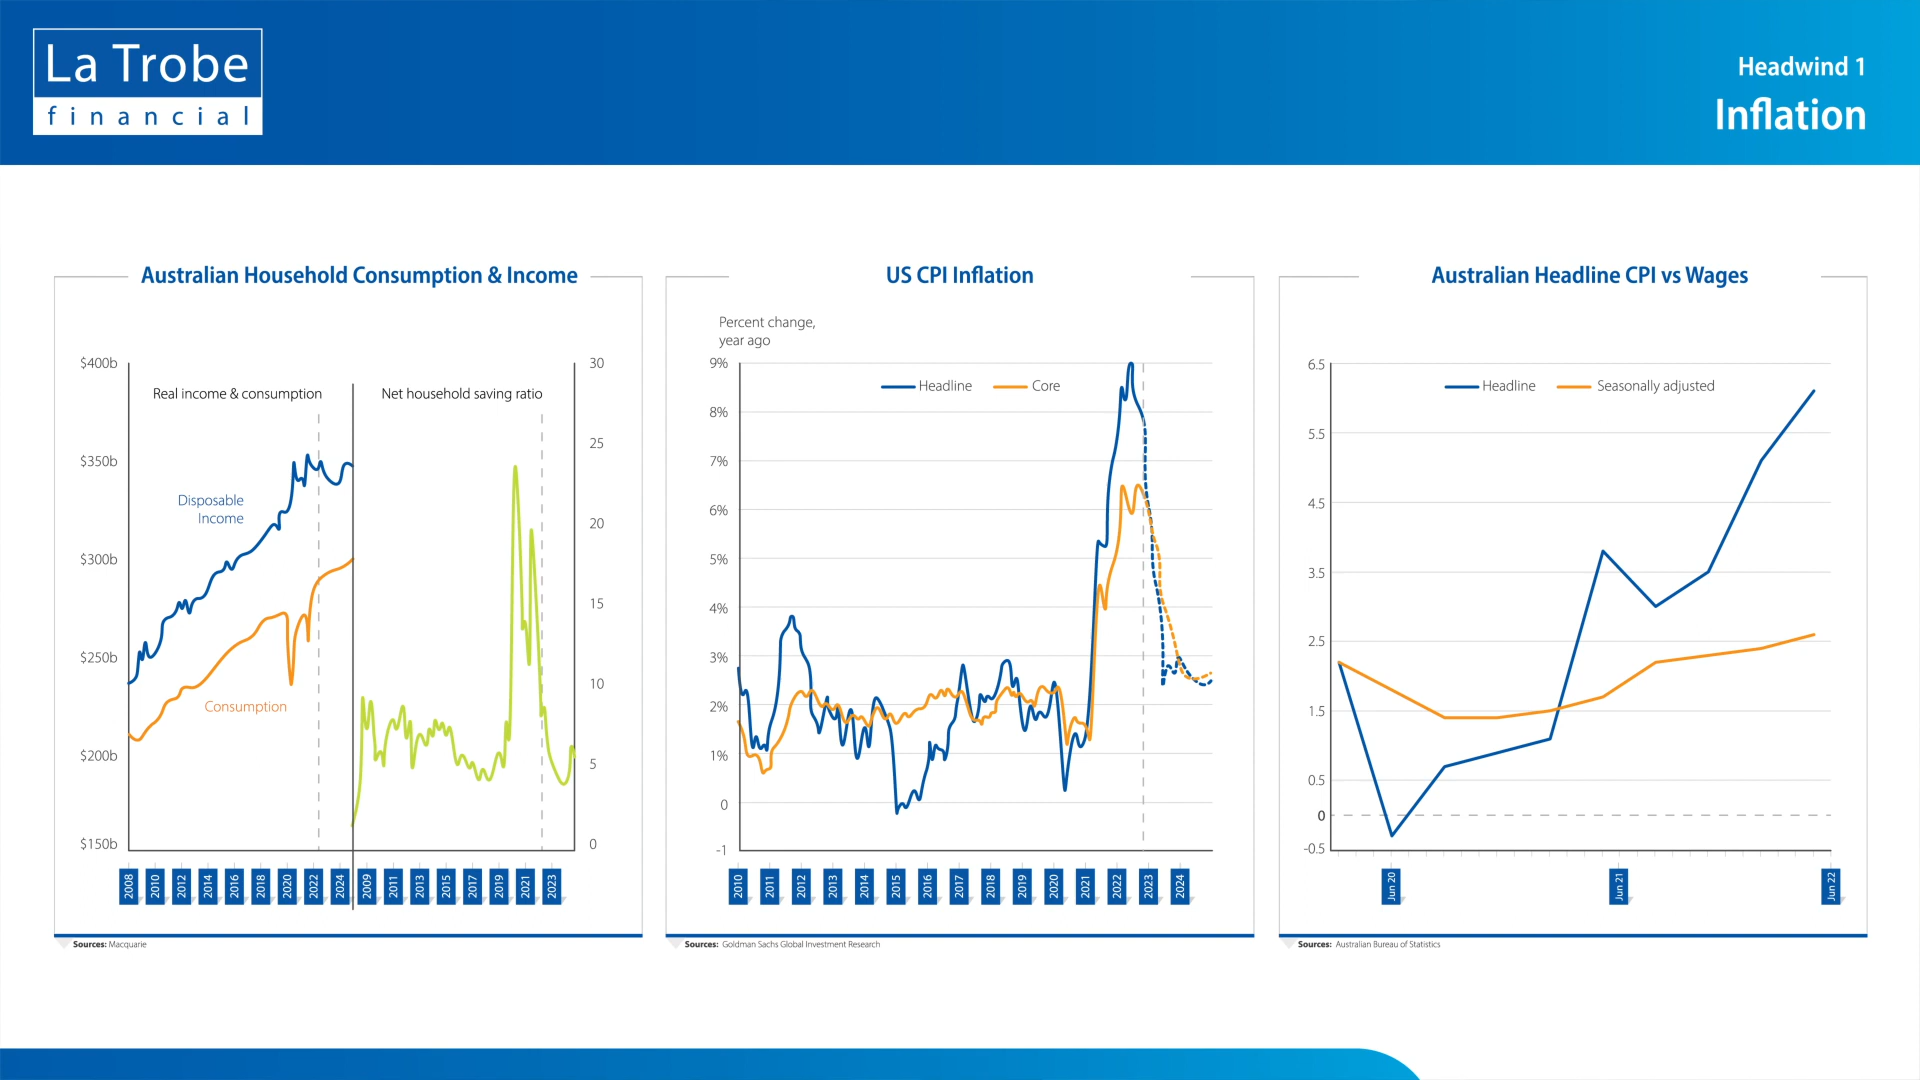 La Trobe
financial
Headwind 1
Inflation
Australian Household Consumption & Income
$400b
$350b
$300b
$250b
$200b
$150b
Real income & consumption
Net household saving ratio
Disposable
Income
Consumption
30
25
20
15
10
5
0
2008 2010 2012 2014 2016 2018 2020 2022 2024 2009 2011 2013 2015 2017 2019 2021 2023
Sources: Macquarie
US CPI Inflation
Percent change,
year ago
9%
8%
7%
6%
5%
4%
3%
2%
1%
0
-1
Headline Core
2010 2011 2012 2013 2014 2015 2016 2017 2018 2019 2020 2021 2022 2023 2024
Sources: Goldman Sachs Global Investment Research
Australian Headline CPI vs Wages
6.5
5.5
4.5
3.5
2.5
1.5
0.5
0
-0.5
Headline Seasonally adjusted
Jun 20 Jun 21 Jun 22
Sources: Australian Bureau of Statistics